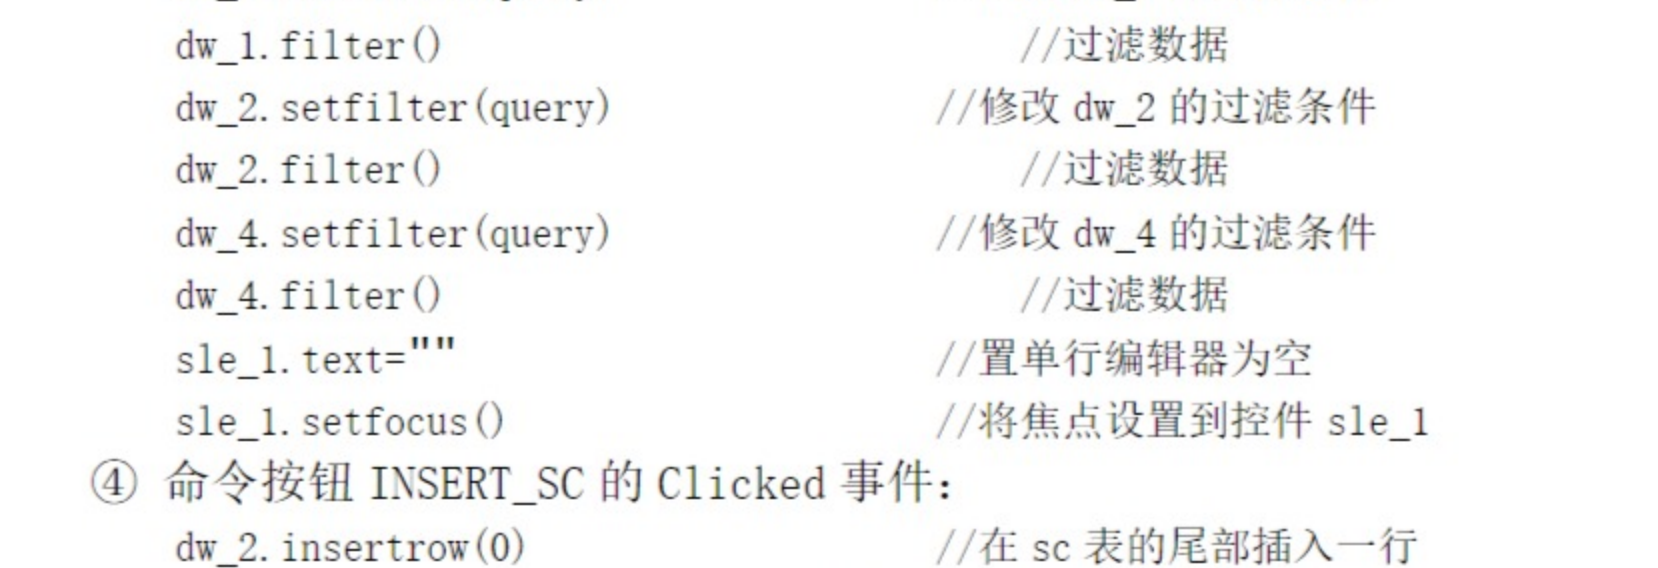 dw_1.filter() //过滤数据
dw_2.setfilter(query) //修改 dw_2 的过滤条件
dw_2.filter() //过滤数据
dw_4.setfilter(query) //修改 dw_4 的过滤条件
dw_4.filter() //过滤数据
sle_1.text="" //置单行编辑器为空
sle_1.setfocus() //将焦点设置到控件 sle_1
④ 命令按钮 INSERT_SC 的 Clicked 事件：
dw_2.insertrow(0) //在 sc 表的尾部插入一行